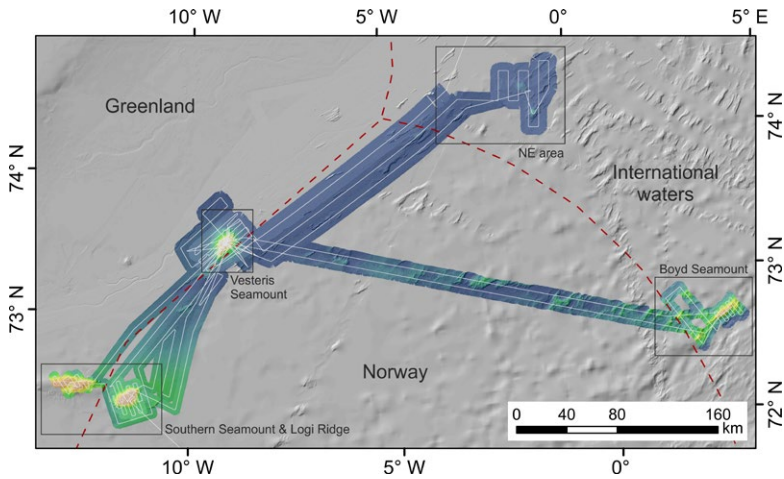 10° W
5° W
0°
5° E
Greenland
74° N
74° N
NE area
International
waters
Vesteris
Seamount
73° N
Boyd Seamount
73° N
Norway
72° N
Southern Seamount & Logi Ridge
0 40 80 160
km
10° W
5° W
0°